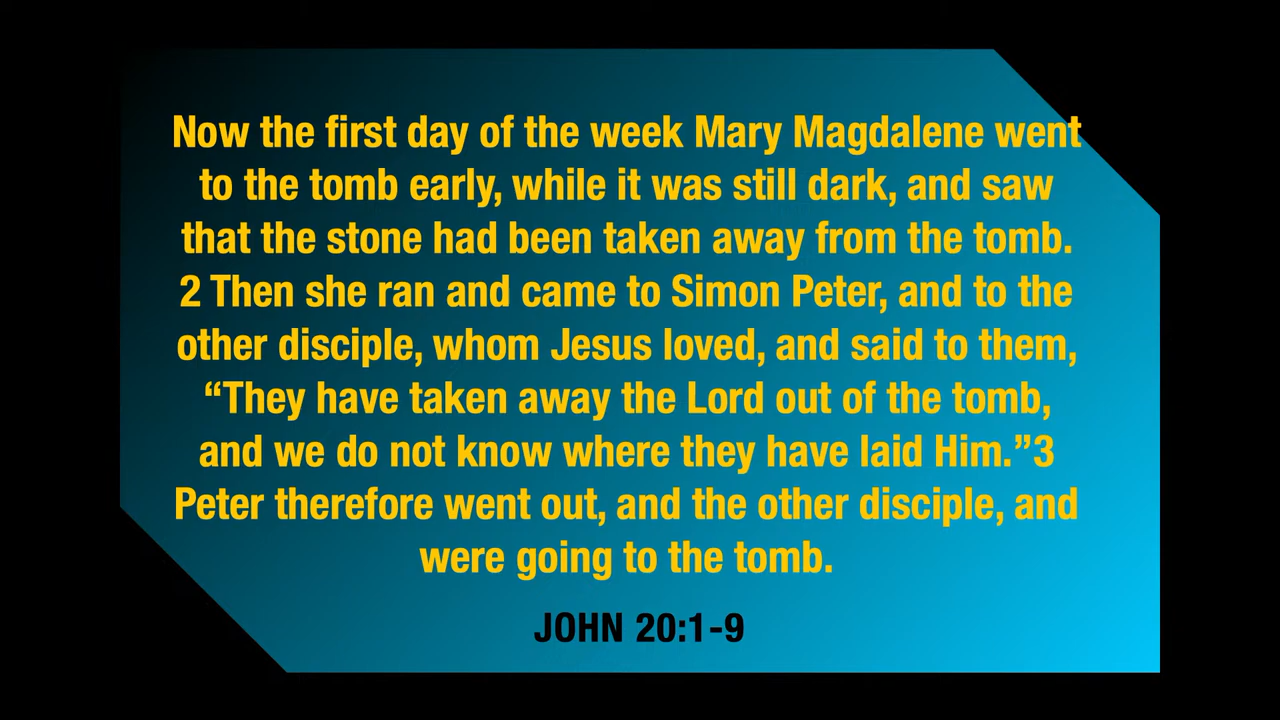 Now the first day of the week Mary Magdalene went
to the tomb early, while it was still dark, and saw
that the stone had been taken away from the tomb.
2 Then she ran and came to Simon Peter, and to the
other disciple, whom Jesus loved, and said to them,
“They have taken away the Lord out of the tomb,
and we do not know where they have laid Him.”3
Peter therefore went out, and the other disciple, and
were going to the tomb.
JOHN 20:1-9